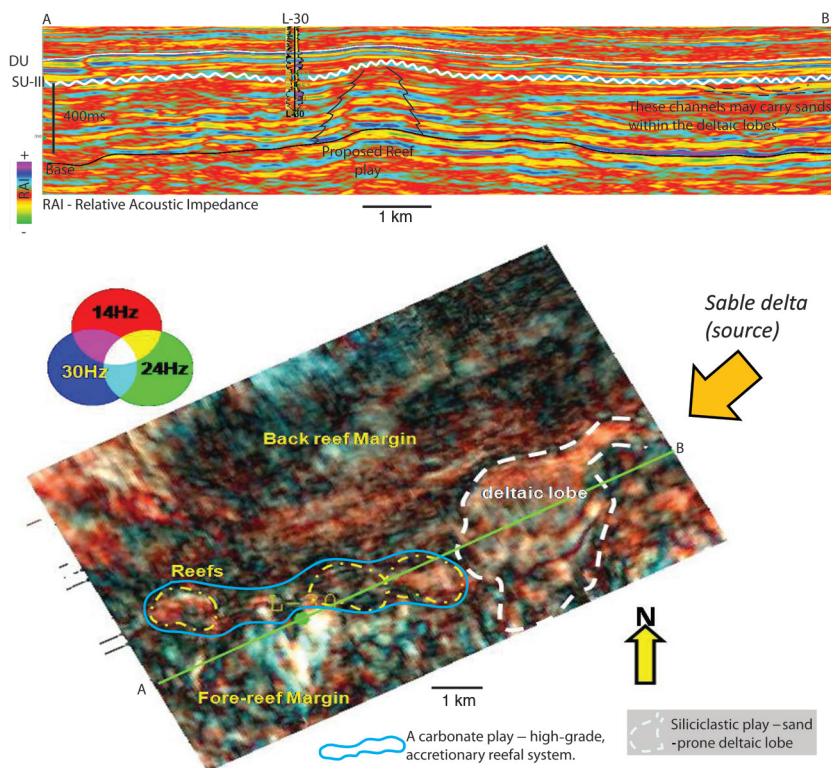 A
L-30
B
DU
SU-III
400ms
L-30
These channels may carry sands
within the deltaic lobes.
+
RAI
-
Base
Proposed Reef
play
RAI - Relative Acoustic Impedance
1 km
14Hz
30Hz
24Hz
Sable delta
(source)
Back reef Margin
B
deltaic lobe
Reefs
A
Fore-reef Margin
1 km
N
A carbonate play – high-grade,
accretionary reefal system.
Siliciclastic play – sand
-prone deltaic lobe